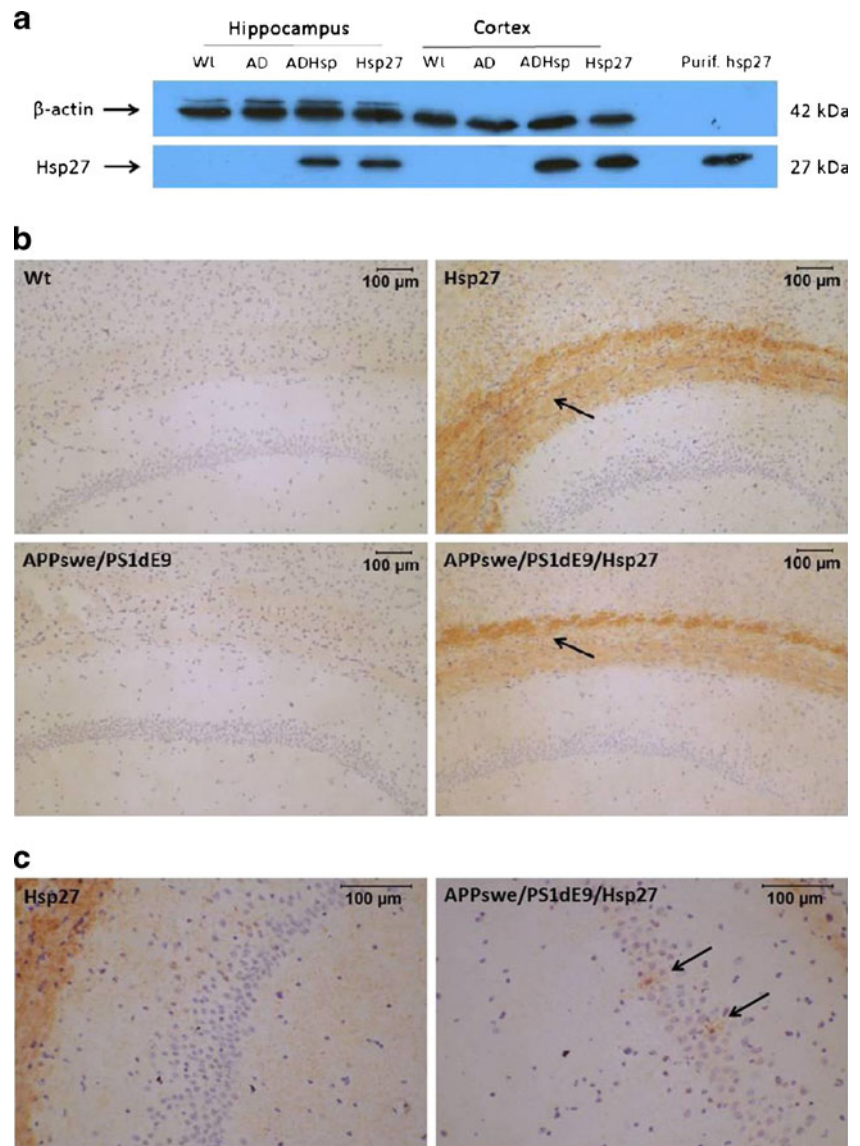 a
Hippocampus Cortex
Wt AD ADHsp Hsp27 Wt AD ADHsp Hsp27 Purif. hsp27
β-actin 42 kDa
Hsp27 27 kDa
b
Wt 100 µm
Hsp27 100 µm
APPswe/PS1dE9 100 µm
APPswe/PS1dE9/Hsp27 100 µm
c
Hsp27 100 µm
APPswe/PS1dE9/Hsp27 100 µm